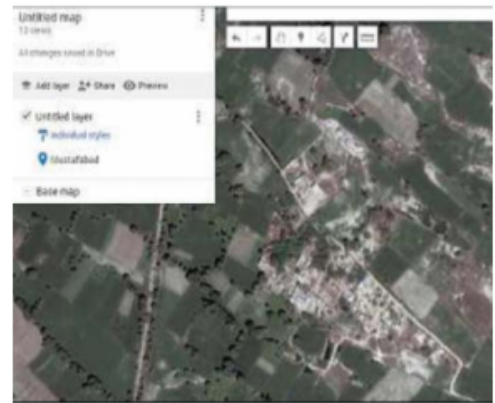 Untitled map
13 views
All changes saved in Drive
Add layer Share Preview
Untitled layer
Individual styles
Mustafabad
Base map